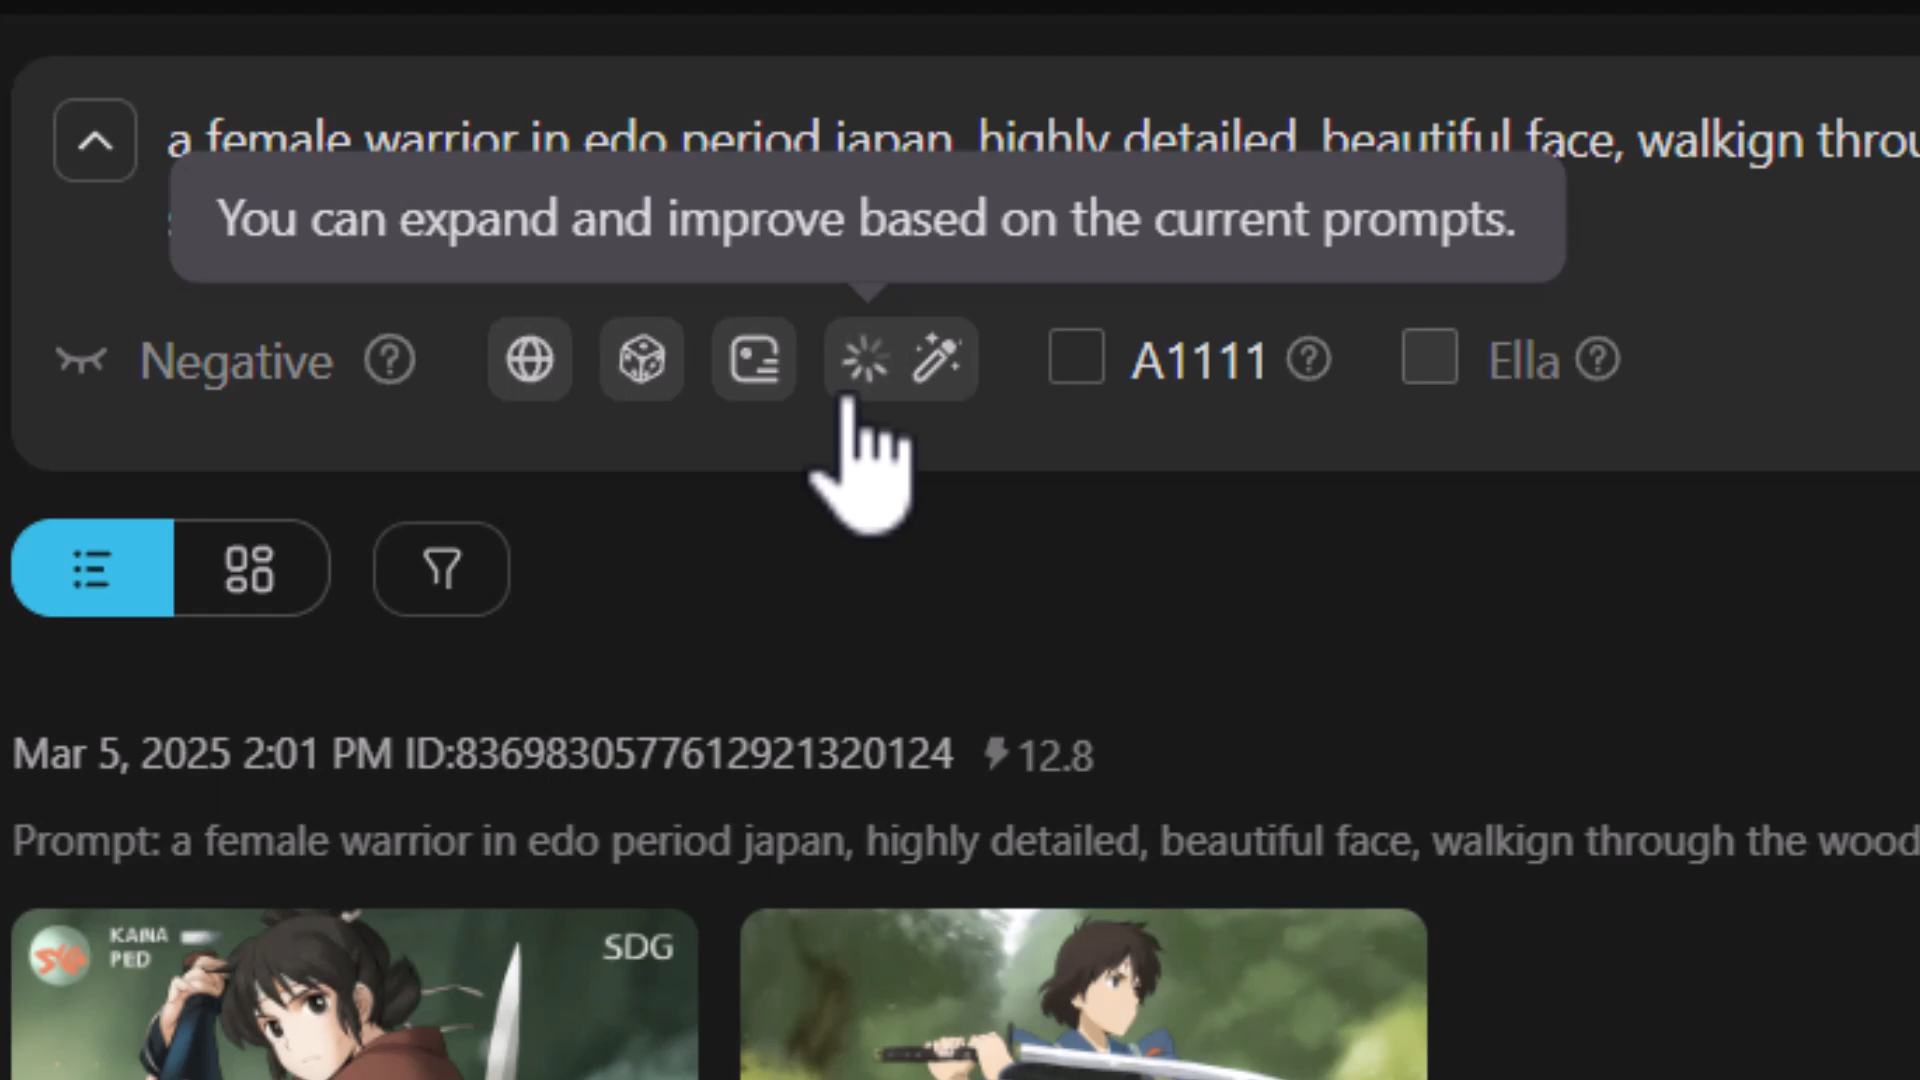 a female warrior in edo period japan, highly detailed, beautiful face, walkign throu
You can expand and improve based on the current prompts.
Negative
A1111
Ella
Mar 5, 2025 2:01 PM ID:836983057761292132​0124 12.8
Prompt: a female warrior in edo period japan, highly detailed, beautiful face, walkign through the wood
KAINA
PED
SDG